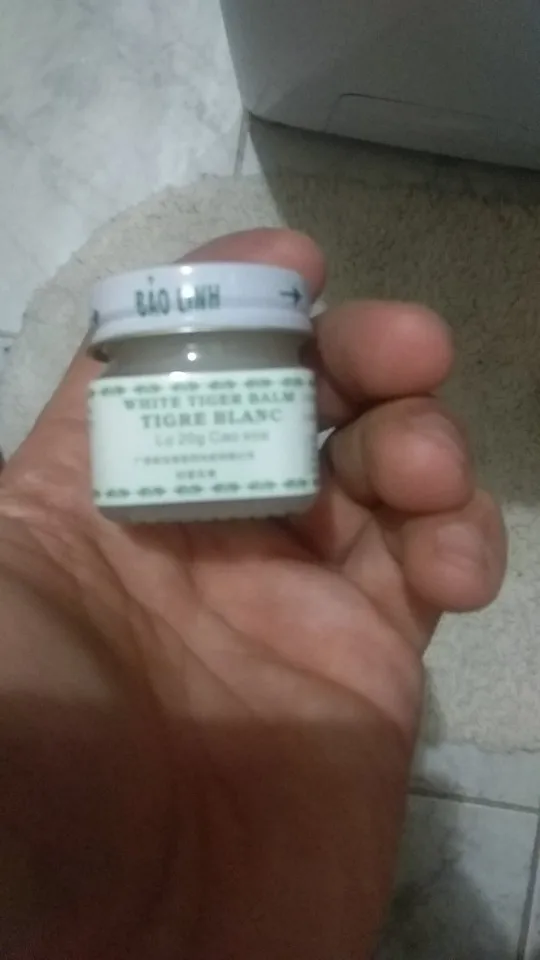 BẢO LINH
WHITE TIGER BALM
TIGRE BLANC
Lọ 20g Cao xoa